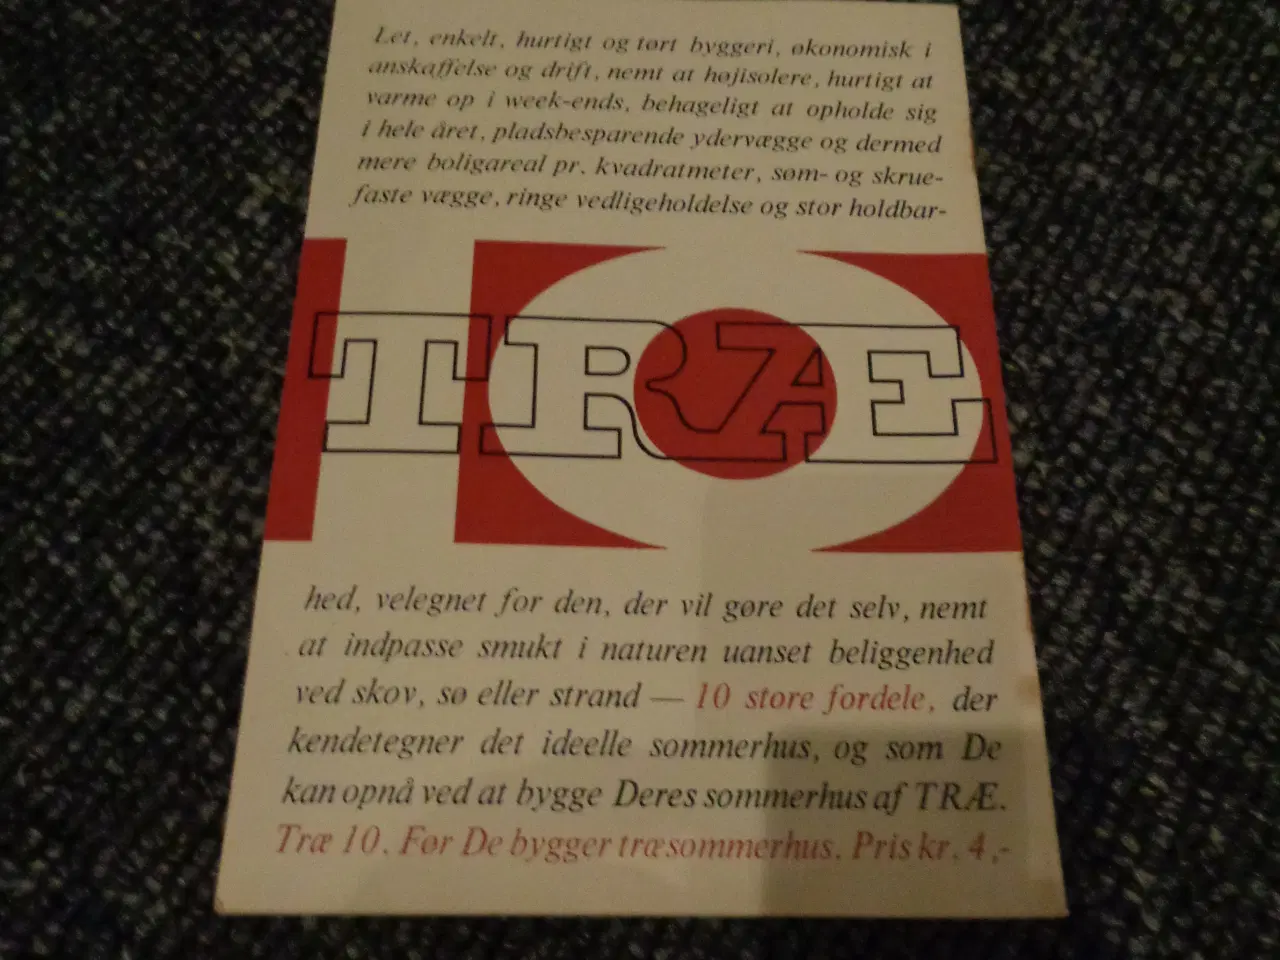 Let, enkelt, hurtigt og tørt byggeri, økonomisk i
anskaffelse og drift, nemt at højisolere, hurtigt at
varme op i week-ends, behageligt at opholde sig
i hele året, pladsbesparende ydervægge og dermed
mere boligareal pr. kvadratmeter, søm- og skrue-
faste vægge, ringe vedligeholdelse og stor holdbar-
10
TRÆ
hed, velegnet for den, der vil gøre det selv, nemt
at indpasse smukt i naturen uanset beliggenhed
ved skov, sø eller strand — 10 store fordele, der
kendetegner det ideelle sommerhus, og som De
kan opnå ved at bygge Deres sommerhus af TRÆ.
Træ 10. Før De bygger træsommerhus. Pris kr. 4,-